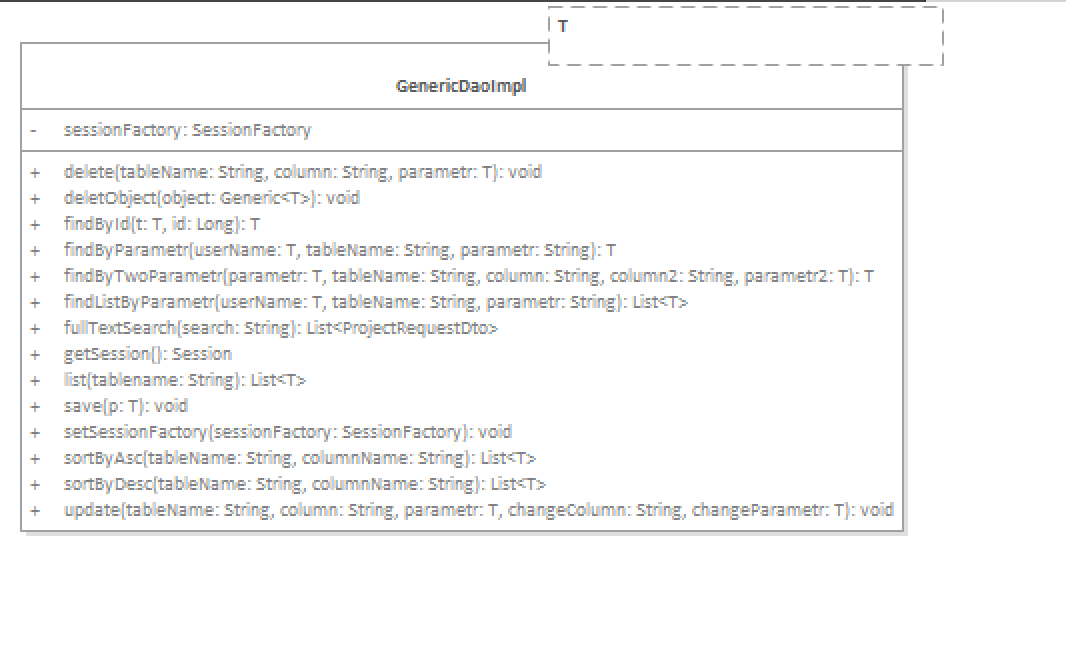 T
GenericDaoImpl
- sessionFactory: SessionFactory
+ delete(tableName: String, column: String, parametr: T): void
+ deletObject(object: Generic<T>): void
+ findById(t: T, id: Long): T
+ findByParametr(userName: T, tableName: String, parametr: String): T
+ findByTwoParametr(parametr: T, tableName: String, column: String, column2: String, parametr2: T): T
+ findListByParametr(userName: T, tableName: String, parametr: String): List<T>
+ fullTextSearch(search: String): List<ProjectRequestDto>
+ getSession(): Session
+ list(tablename: String): List<T>
+ save(p: T): void
+ setSessionFactory(sessionFactory: SessionFactory): void
+ sortByAsc(tableName: String, columnName: String): List<T>
+ sortByDesc(tableName: String, columnName: String): List<T>
+ update(tableName: String, column: String, parametr: T, changeColumn: String, changeParametr: T): void